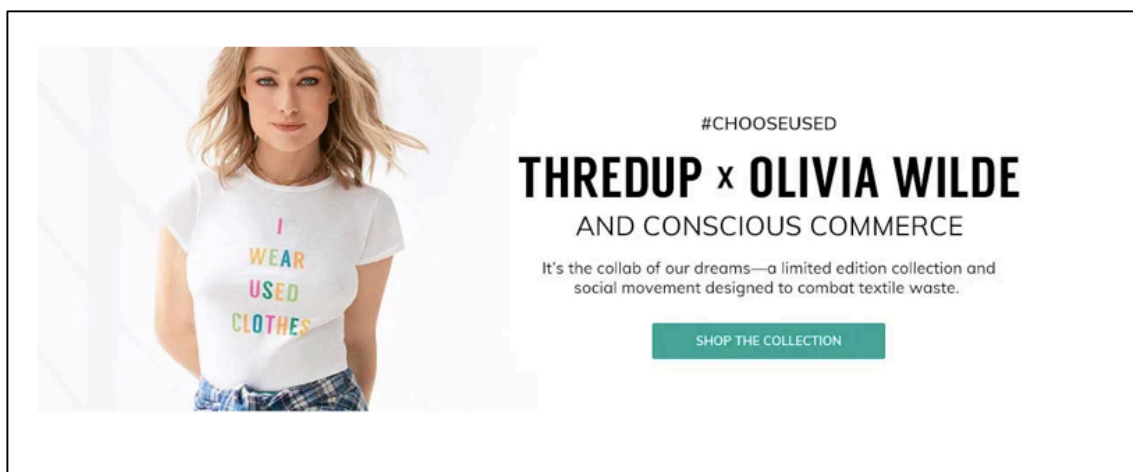 I
WEAR
USED
CLOTHES
#CHOOSEUSED
THREDUP x OLIVIA WILDE
AND CONSCIOUS COMMERCE
It's the collab of our dreams—a limited edition collection and
social movement designed to combat textile waste.
SHOP THE COLLECTION